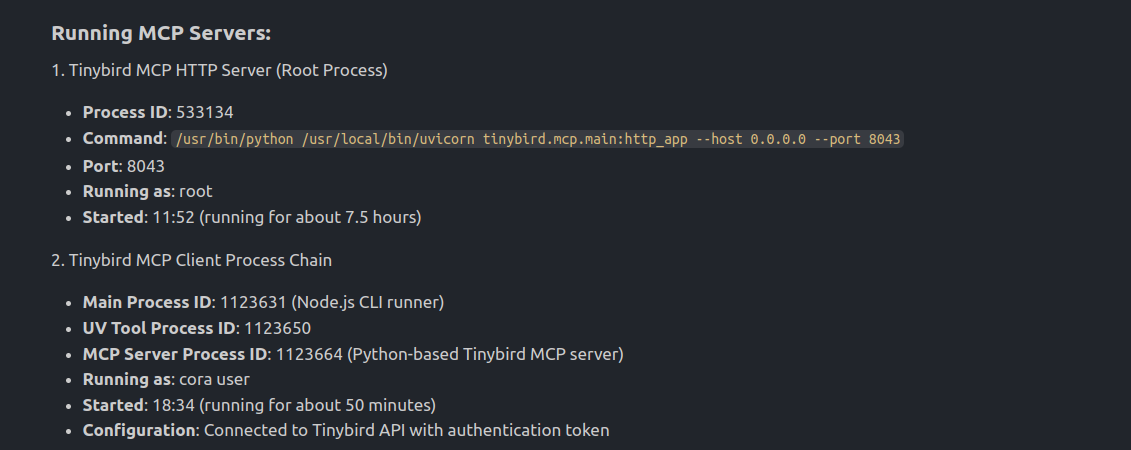 Running MCP Servers:
1. Tinybird MCP HTTP Server (Root Process)
• Process ID: 533134
• Command: /usr/bin/python /usr/local/bin/uvicorn tinybird.mcp.main:http_app --host 0.0.0.0 --port 8043
• Port: 8043
• Running as: root
• Started: 11:52 (running for about 7.5 hours)
2. Tinybird MCP Client Process Chain
• Main Process ID: 1123631 (Node.js CLI runner)
• UV Tool Process ID: 1123650
• MCP Server Process ID: 1123664 (Python-based Tinybird MCP server)
• Running as: cora user
• Started: 18:34 (running for about 50 minutes)
• Configuration: Connected to Tinybird API with authentication token